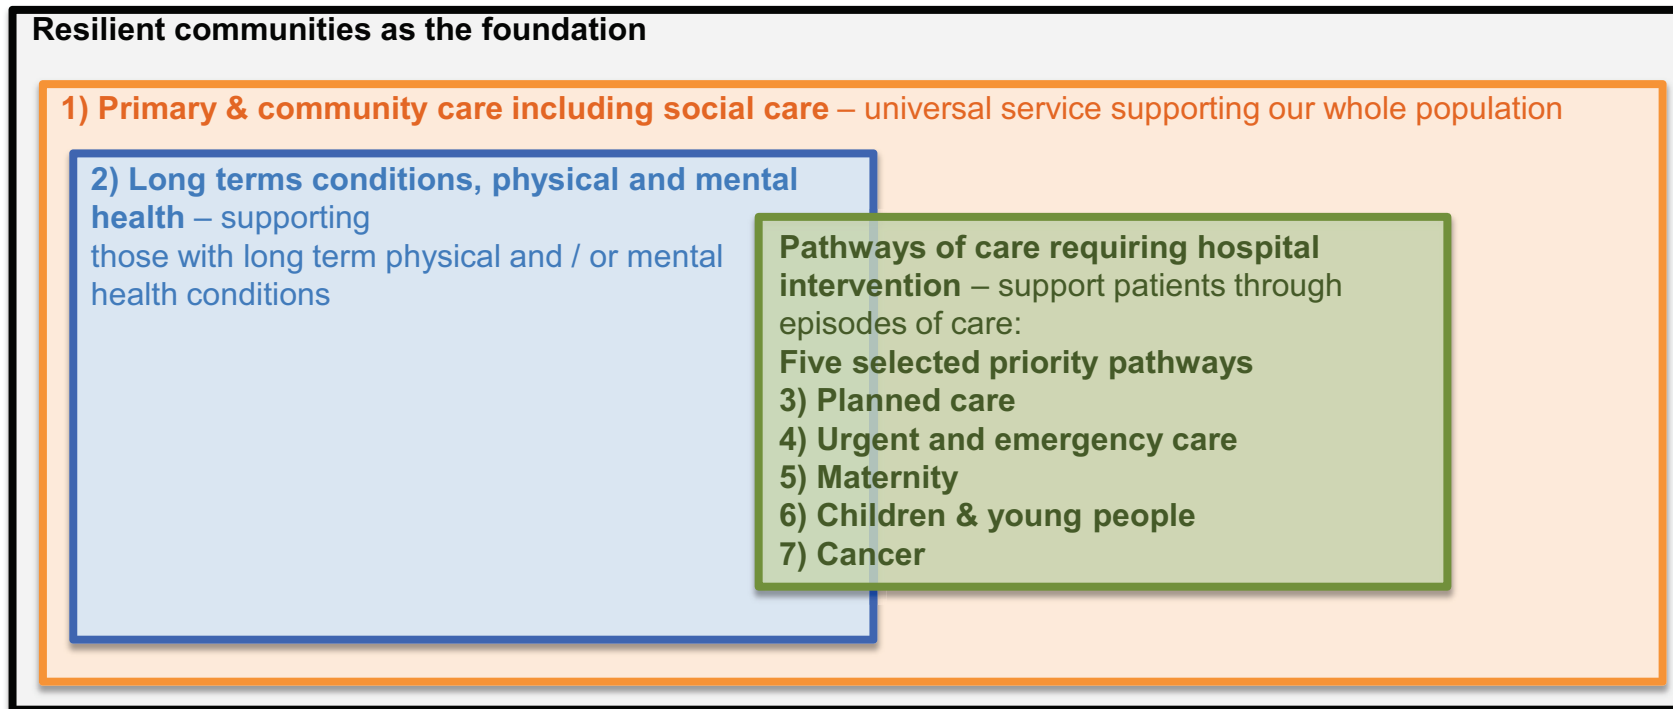 Resilient communities as the foundation
1) Primary & community care including social care – universal service supporting our whole population
2) Long terms conditions, physical and mental
health – supporting
those with long term physical and / or mental
health conditions
Pathways of care requiring hospital
intervention – support patients through
episodes of care:
Five selected priority pathways
3) Planned care
4) Urgent and emergency care
5) Maternity
6) Children & young people
7) Cancer